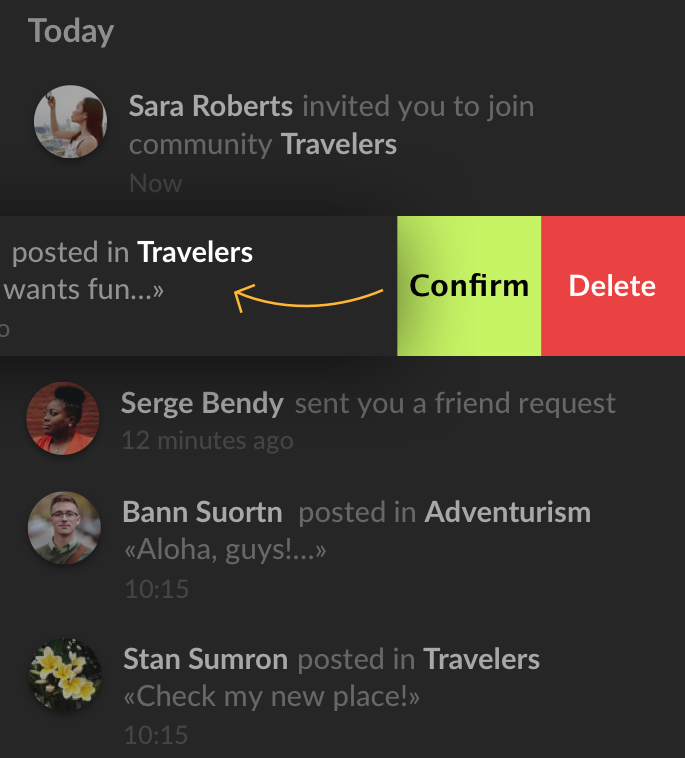 Today
Sara Roberts invited you to join
community Travelers
Now
posted in Travelers
wants fun...»
o
Confirm
Delete
Serge Bendy sent you a friend request
12 minutes ago
Bann Suortn posted in Adventurism
«Aloha, guys!...»
10:15
Stan Sumron posted in Travelers
«Check my new place!»
10:15